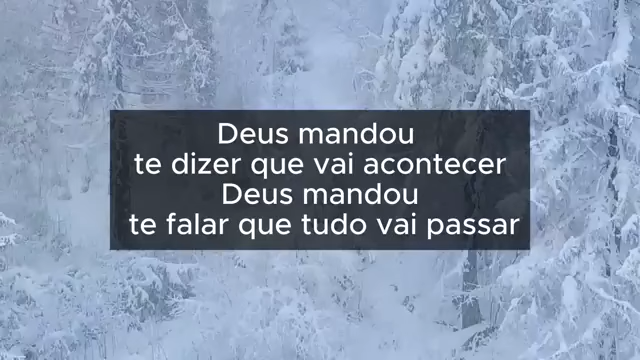 Deus mandou
te dizer que vai acontecer
Deus mandou
te falar que tudo vai passar